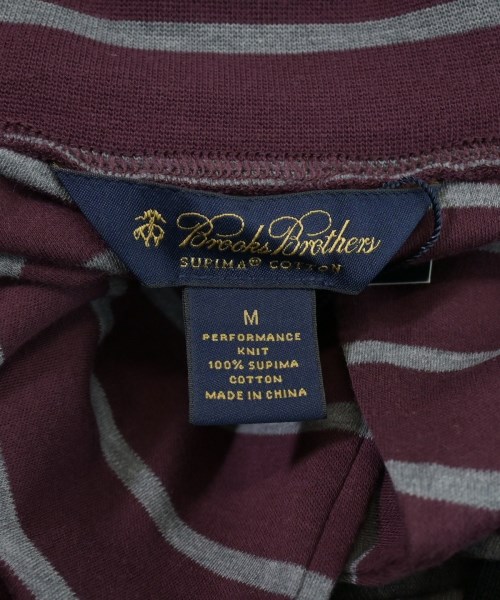 Brooks Brothers
SUPIMA® COTTON
M
PERFORMANCE
KNIT
100% SUPIMA
COTTON
MADE IN CHINA